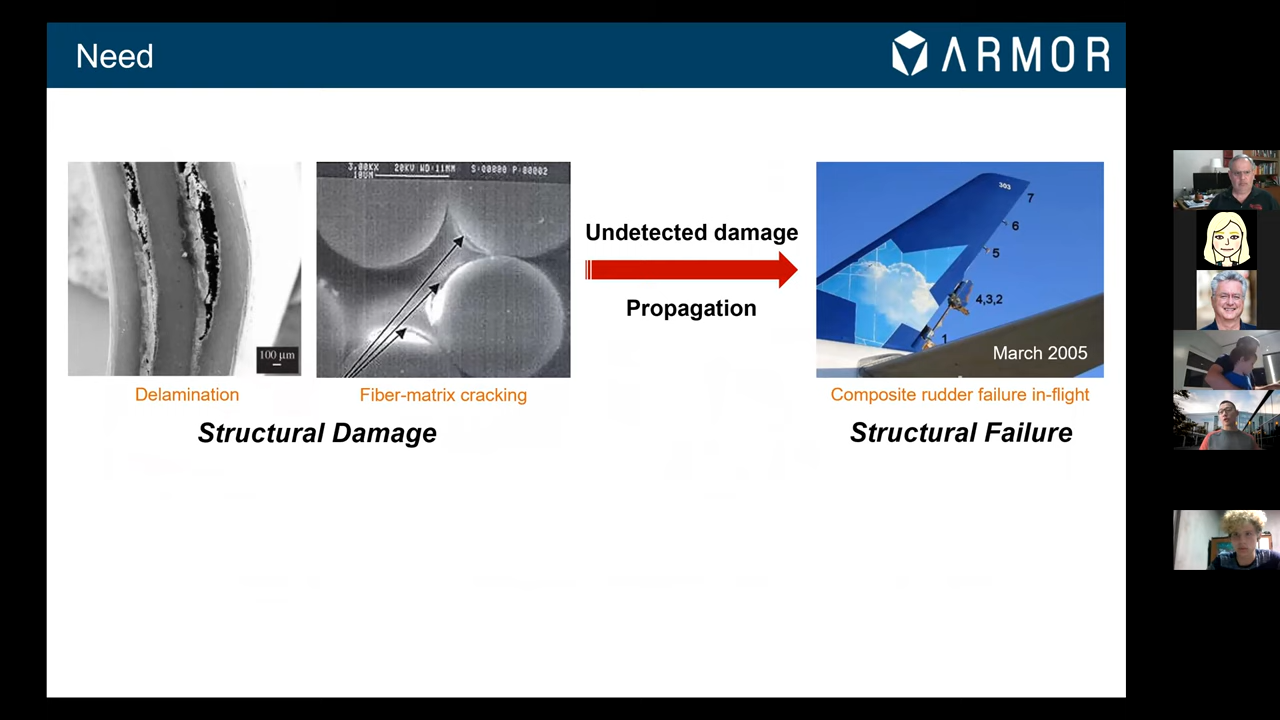 Need
ARMOR
3.00KX 20KV WD:11MM S:00000 P:00002
10UM
100 µm
Undetected damage
Propagation
303
7
6
5
4,3,2
1
March 2005
Delamination
Fiber-matrix cracking
Composite rudder failure in-flight
Structural Damage
Structural Failure